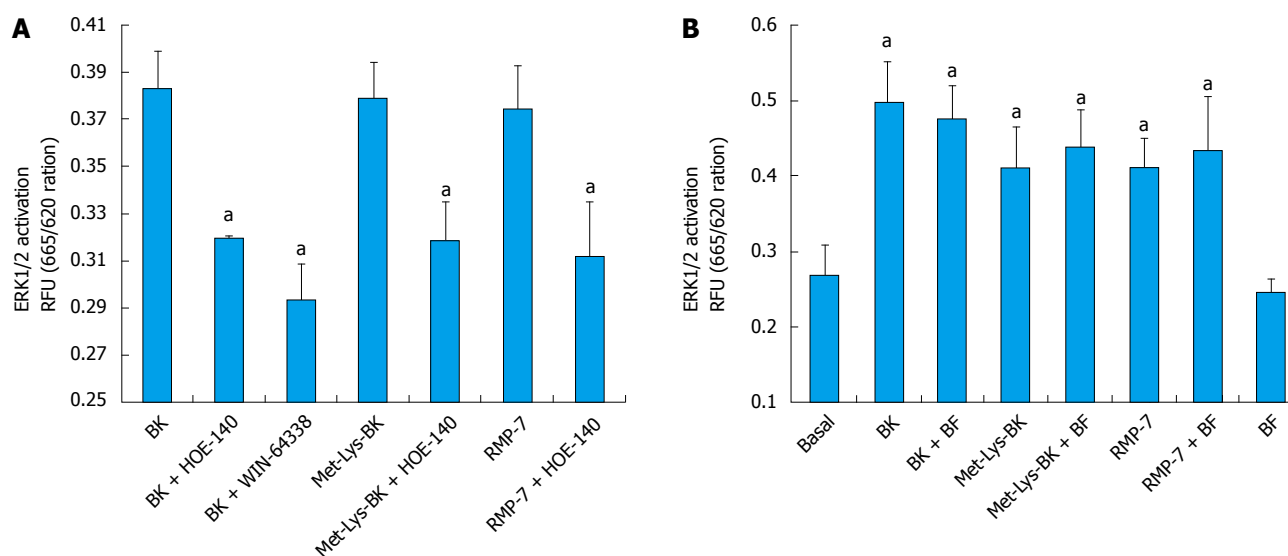 A
ERK1/2 activation
RFU (665/620 ration)
0.41
0.39
0.37
0.35
0.33
0.31
0.29
0.27
0.25
a
a
a
a
BK
BK + HOE-140
BK + WIN-64338
Met-Lys-BK
Met-Lys-BK + HOE-140
RMP-7
RMP-7 + HOE-140
B
ERK1/2 activation
RFU (665/620 ration)
0.6
0.5
0.4
0.3
0.2
0.1
a
a
a
a
a
a
Basal
BK
BK + BF
Met-Lys-BK
Met-Lys-BK + BF
RMP-7
RMP-7 + BF
BF